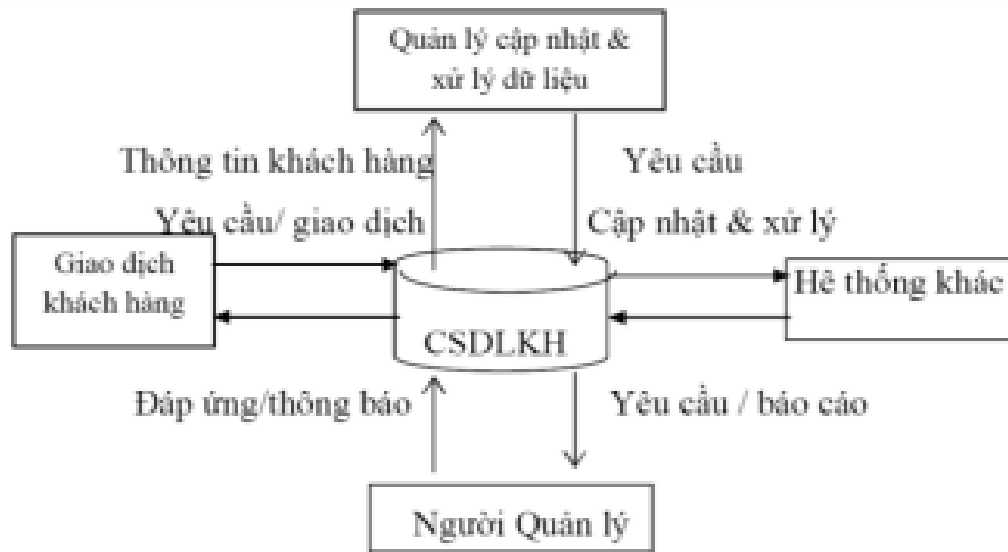 Quản lý cập nhật &
xử lý dữ liệu
Thông tin khách hàng
Yêu cầu
Yêu cầu/ giao dịch
Cập nhật & xử lý
Giao dịch
khách hàng
Hê thống khác
CSDLKH
Đáp ứng/thông báo
Yêu cầu / báo cáo
Người Quản lý